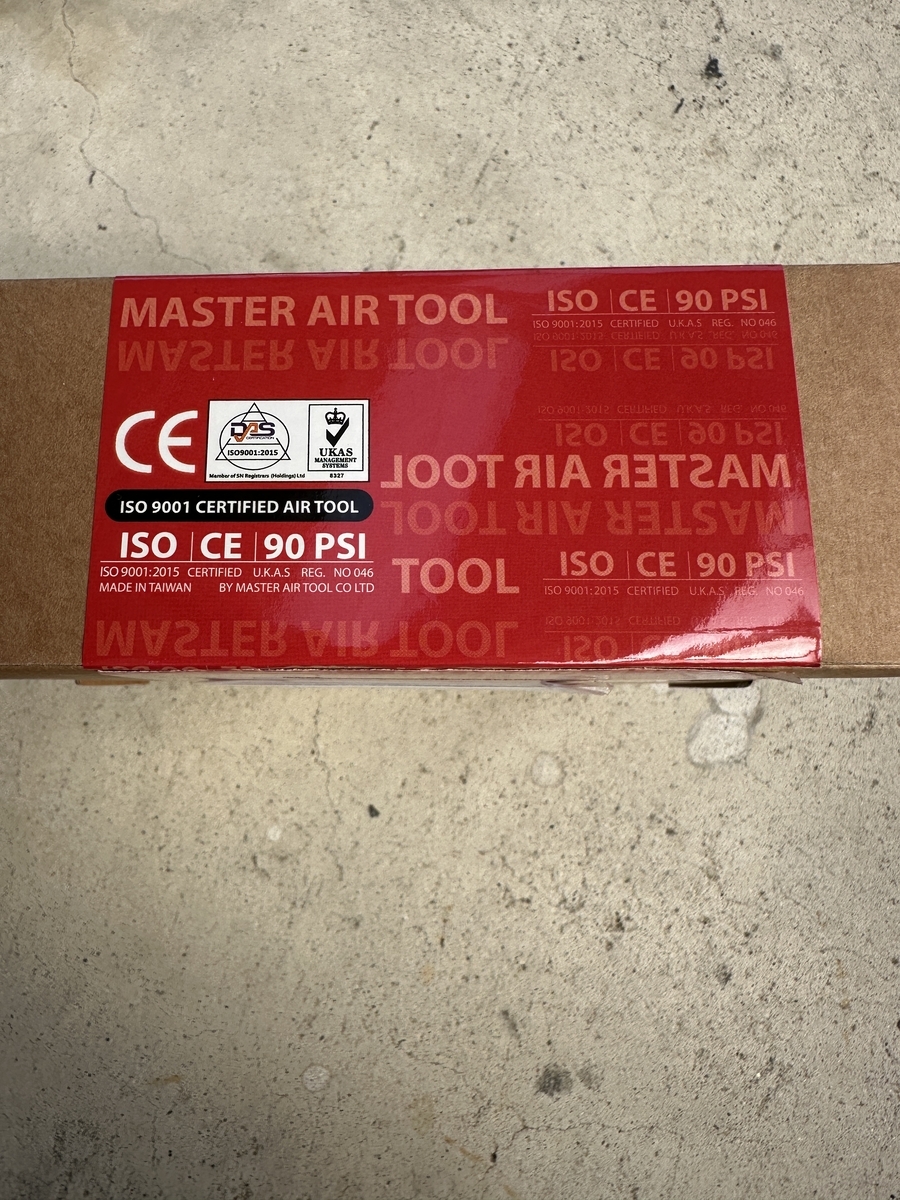 MASTER AIR TOOL
ISO CE 90 PSI
ISO 9001:2015 CERTIFIED U.K.A.S REG. NO 046
ISO 9001:2015 CERTIFIED U.K.A.S REG. NO 046
MASTER AIR TOOL
ISO CE 90 PSI
ISO 9001:2015 CERTIFIED U.K.A.S REG. NO 046
ISO CE 90 PSI
CE
DAS
CERTIFICATION
ISO9001:2015
Member of SN Registrars (Holdings) Ltd
UKAS
MANAGEMENT
SYSTEMS
8327
MASTER AIR TOOL
MASTER AIR TOOL
ISO 9001 CERTIFIED AIR TOOL
ISO CE 90 PSI
ISO 9001:2015 CERTIFIED U.K.A.S REG. NO 046
MADE IN TAIWAN BY MASTER AIR TOOL CO LTD
TOOL
ISO CE 90 PSI
ISO 9001:2015 CERTIFIED U.K.A.S REG. NO 046
MASTER AIR TOOL